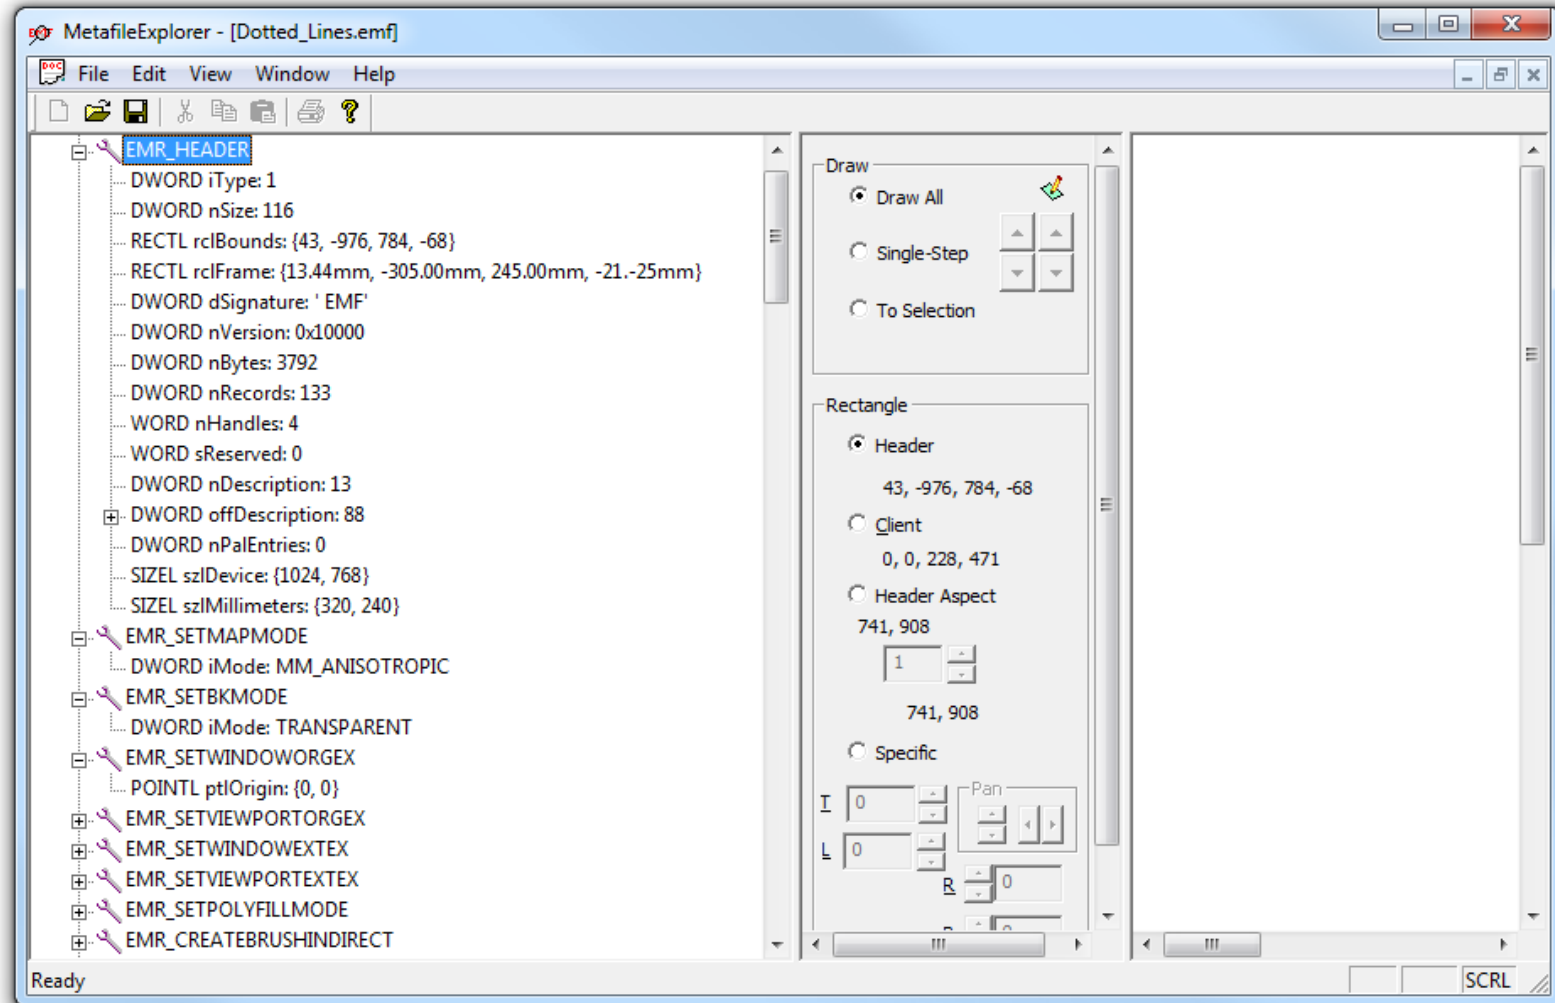 MetafileExplorer - [Dotted_Lines.emf]
File Edit View Window Help
EMR_HEADER
DWORD iType: 1
DWORD nSize: 116
RECTL rclBounds: {43, -976, 784, -68}
RECTL rclFrame: {13.44mm, -305.00mm, 245.00mm, -21.-25mm}
DWORD dSignature: ' EMF'
DWORD nVersion: 0x10000
DWORD nBytes: 3792
DWORD nRecords: 133
WORD nHandles: 4
WORD sReserved: 0
DWORD nDescription: 13
DWORD offDescription: 88
DWORD nPalEntries: 0
SIZEL szlDevice: {1024, 768}
SIZEL szlMillimeters: {320, 240}
EMR_SETMAPMODE
DWORD iMode: MM_ANISOTROPIC
EMR_SETBKMODE
DWORD iMode: TRANSPARENT
EMR_SETWINDOWORGEX
POINTL ptlOrigin: {0, 0}
EMR_SETVIEWPORTORGEX
EMR_SETWINDOWEXTEX
EMR_SETVIEWPORTEXTEX
EMR_SETPOLYFILLMODE
EMR_CREATEBRUSHINDIRECT
Draw
Draw All
Single-Step
To Selection
Rectangle
Header
43, -976, 784, -68
Client
0, 0, 228, 471
Header Aspect
741, 908
1
741, 908
Specific
T 0
Pan
L 0
R 0
Ready
SCRL